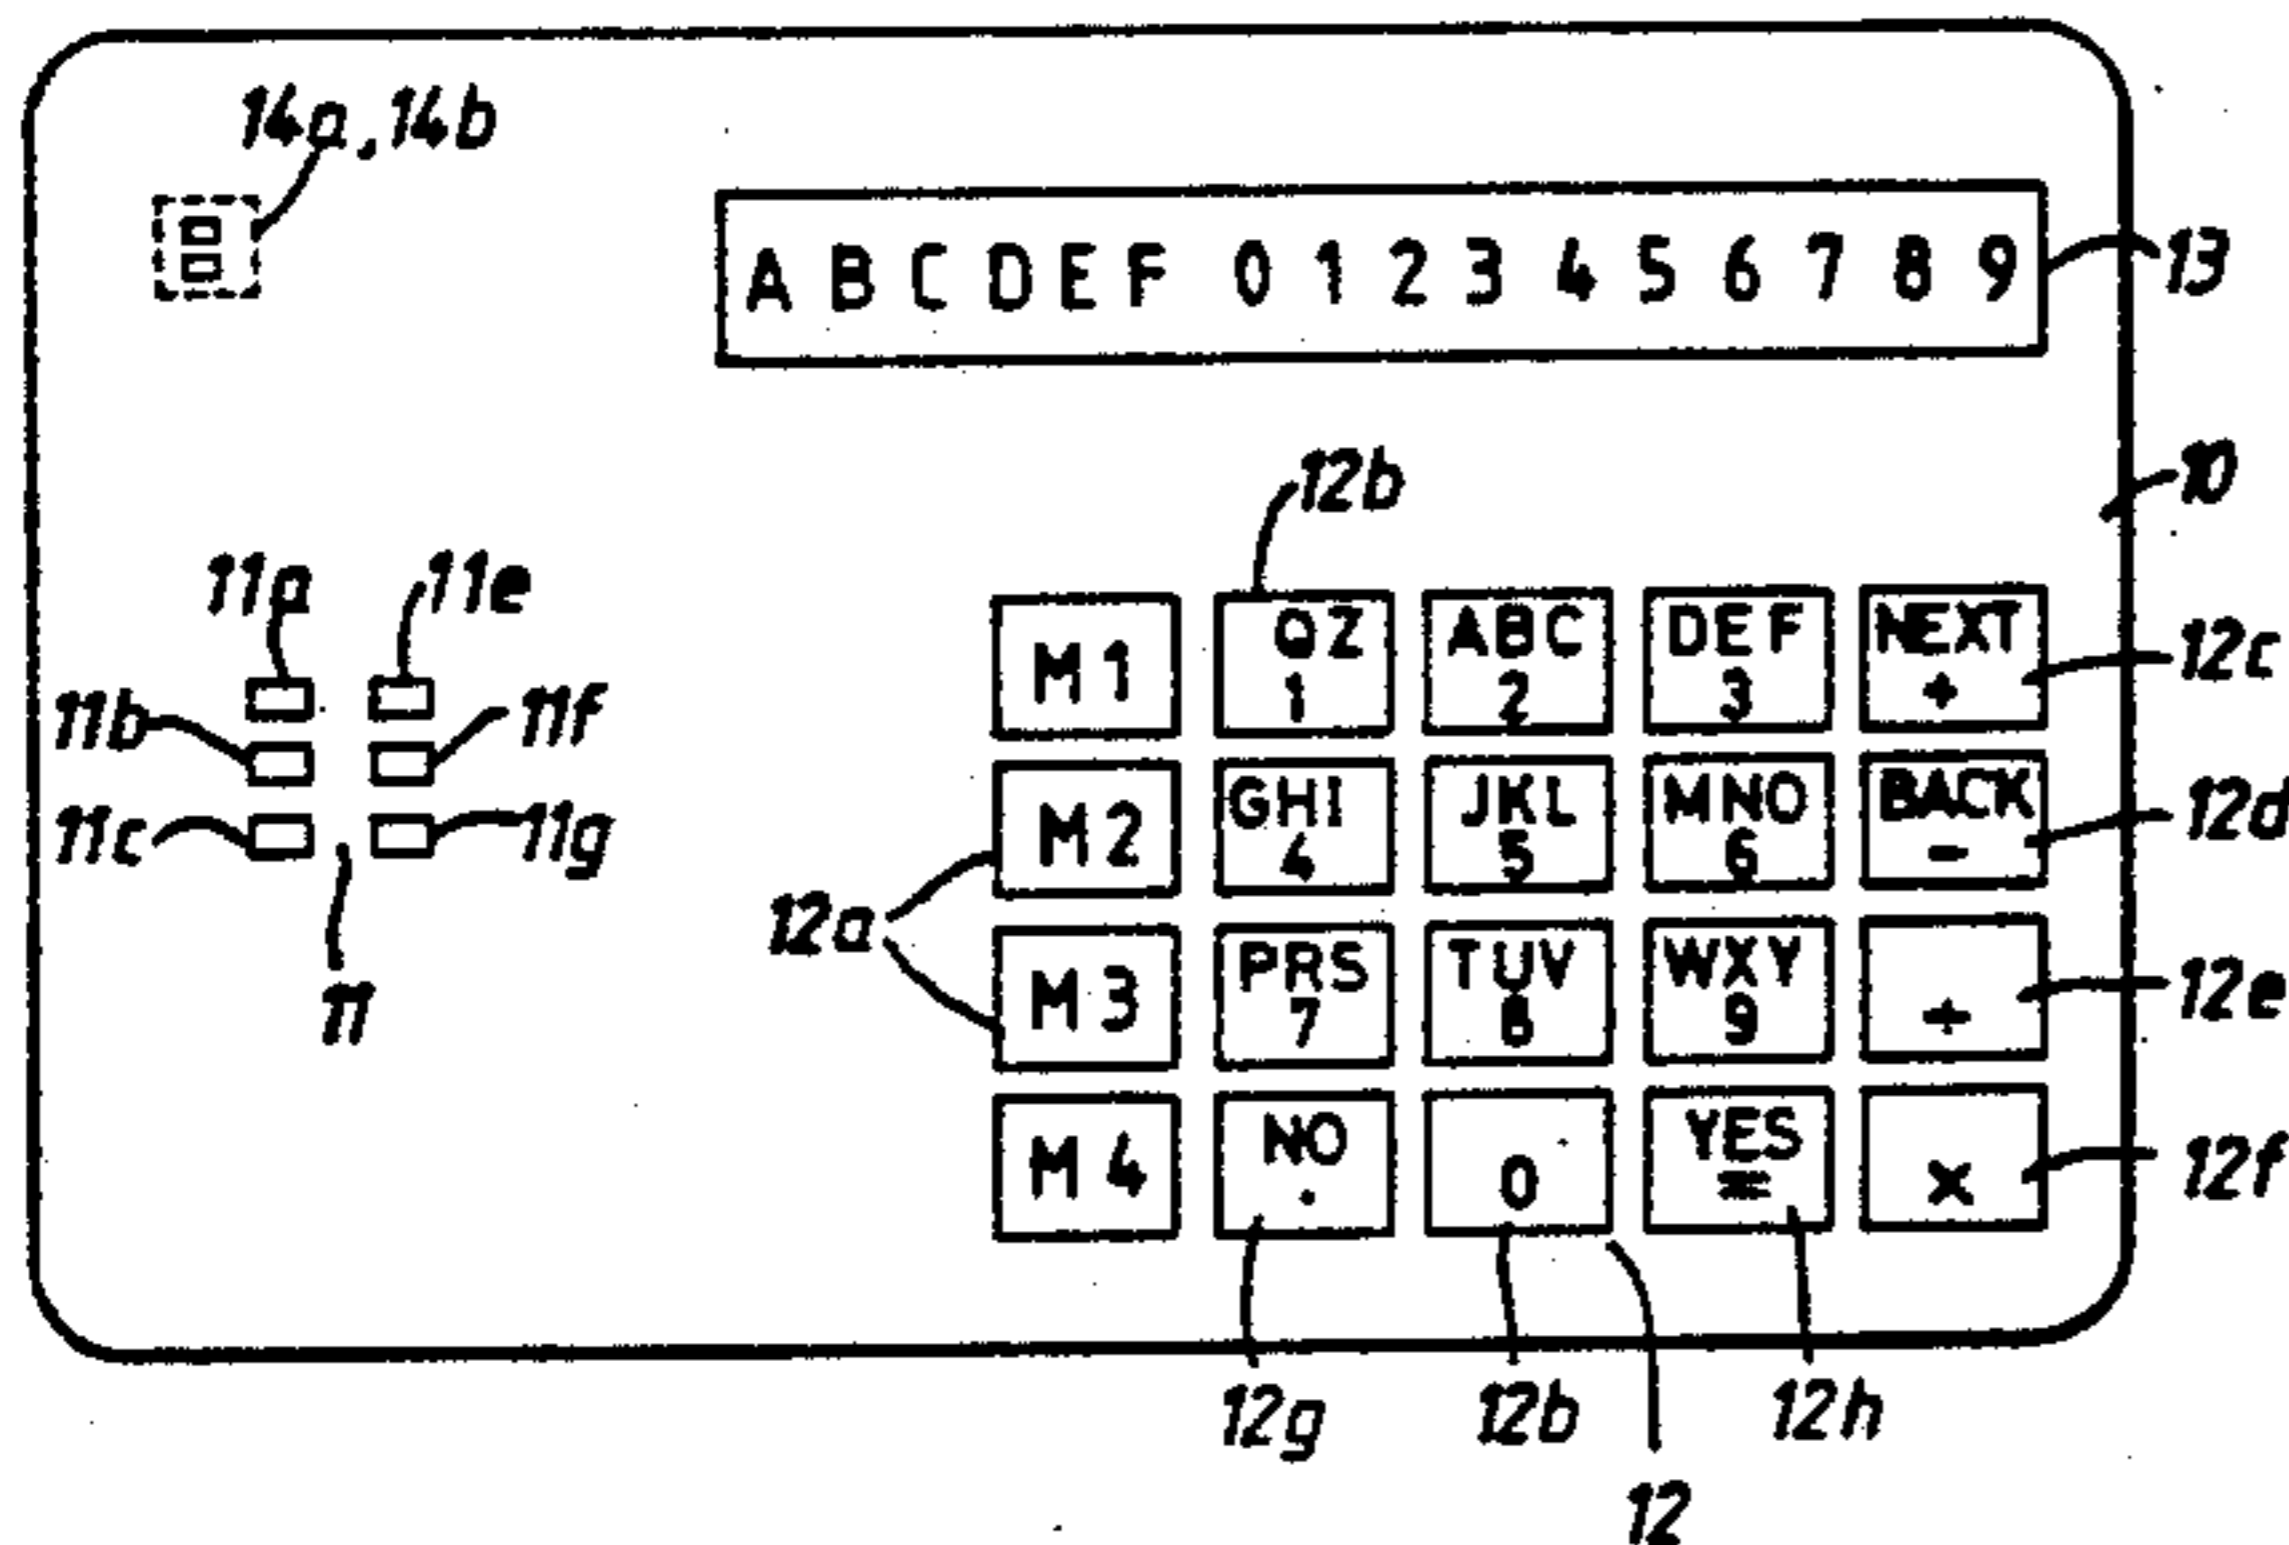 14a, 14b
A B C D E F 0 1 2 3 4 5 6 7 8 9
13
12b
10
11a 11e
M1 QZ 1 ABC 2 DEF 3 NEXT +
12c
11b 11f
11c 11g
M2 GHI 4 JKL 5 MNO 6 BACK -
12d
12a
11
M3 PRS 7 TUV 8 WXY 9 ÷
12e
M4 NO . 0 YES = ×
12f
12g 12b 12h
12